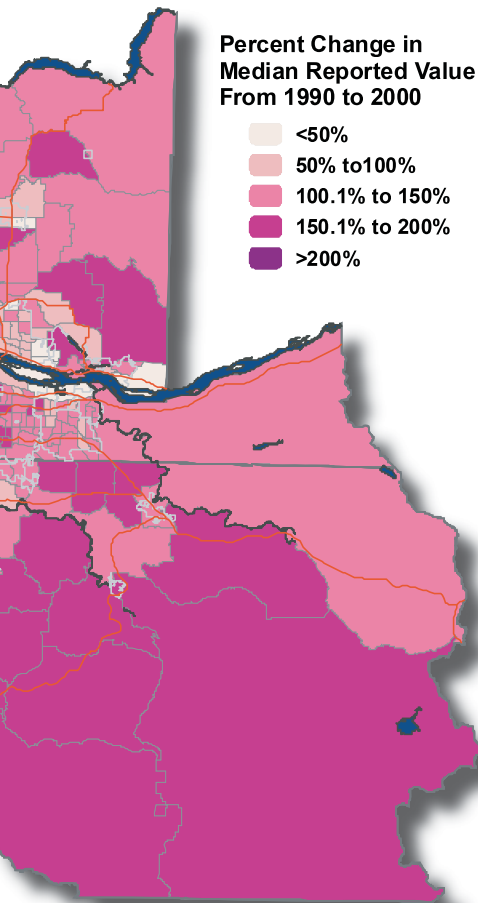 Percent Change in
Median Reported Value
From 1990 to 2000
<50%
50% to100%
100.1% to 150%
150.1% to 200%
>200%